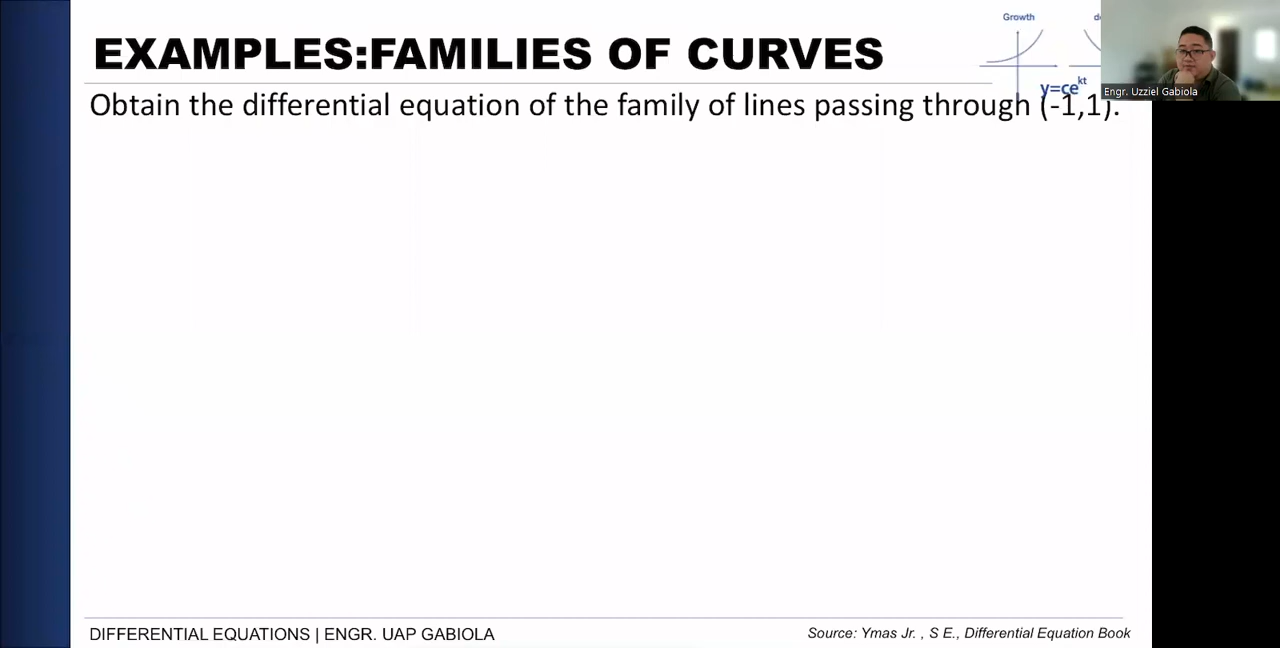 Growth
EXAMPLES:FAMILIES OF CURVES
y=ce^kt
Engr. Uzziel Gabiola
Obtain the differential equation of the family of lines passing through (-1,1).
DIFFERENTIAL EQUATIONS | ENGR. UAP GABIOLA
Source: Ymas Jr. , S E., Differential Equation Book